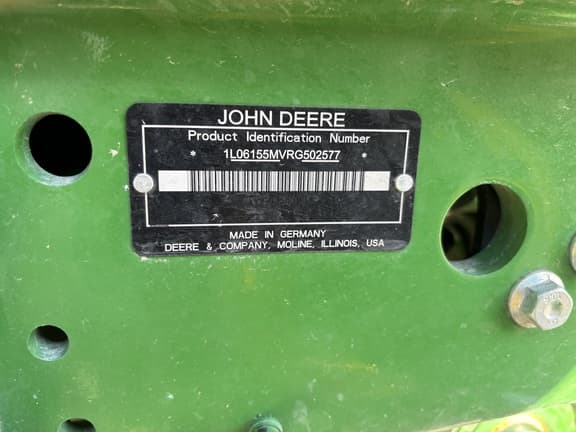 JOHN DEERE
Product Identification Number
* 1L06155MVRG502577 *
MADE IN GERMANY
DEERE & COMPANY, MOLINE, ILLINOIS, USA